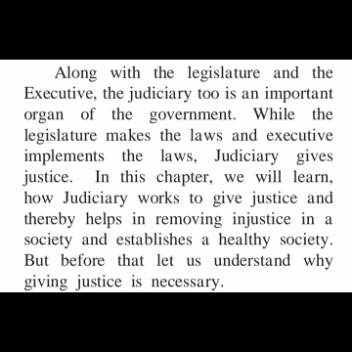 Along with the legislature and the
Executive, the judiciary too is an important
organ of the government. While the
legislature makes the laws and executive
implements the laws, Judiciary gives
justice. In this chapter, we will learn,
how Judiciary works to give justice and
thereby helps in removing injustice in a
society and establishes a healthy society.
But before that let us understand why
giving justice is necessary.